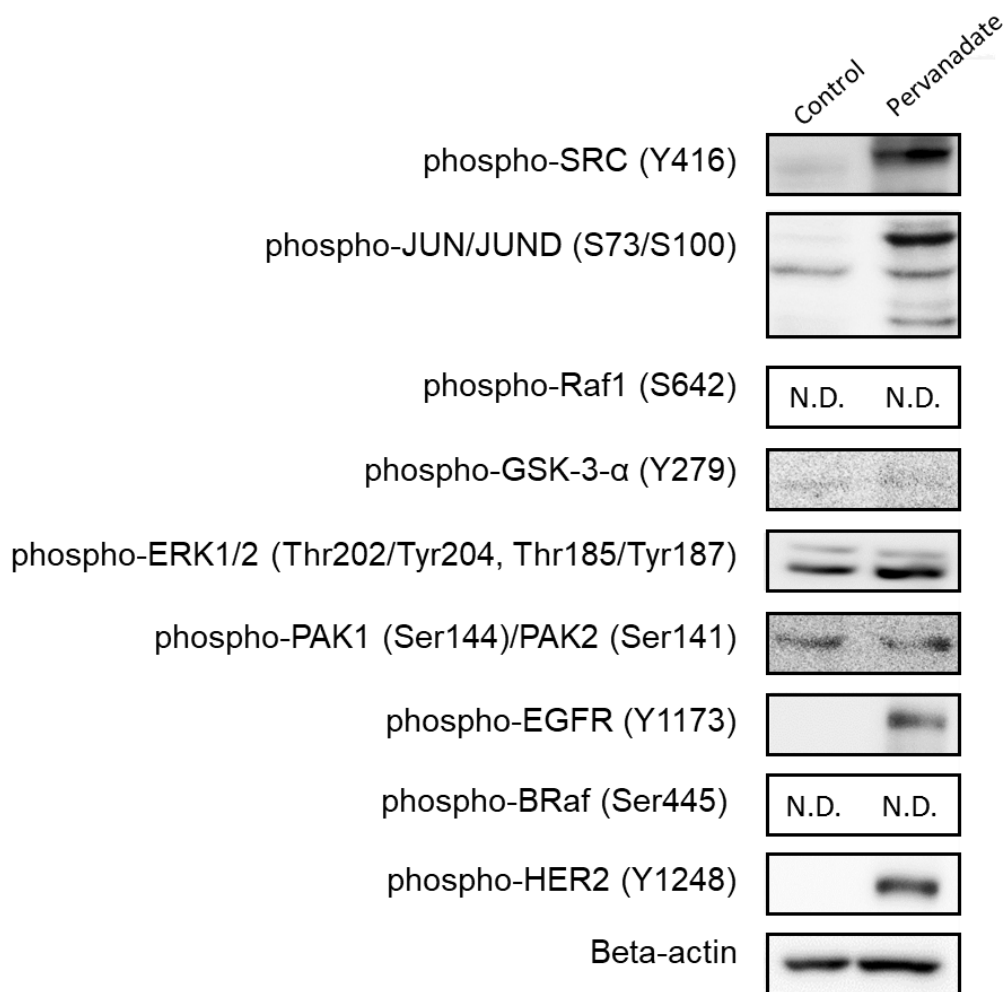 Control
Pervanadate
phospho-SRC (Y416)
phospho-JUN/JUND (S73/S100)
phospho-Raf1 (S642)
N.D. N.D.
phospho-GSK-3-α (Y279)
phospho-ERK1/2 (Thr202/Tyr204, Thr185/Tyr187)
phospho-PAK1 (Ser144)/PAK2 (Ser141)
phospho-EGFR (Y1173)
phospho-BRaf (Ser445)
N.D. N.D.
phospho-HER2 (Y1248)
Beta-actin